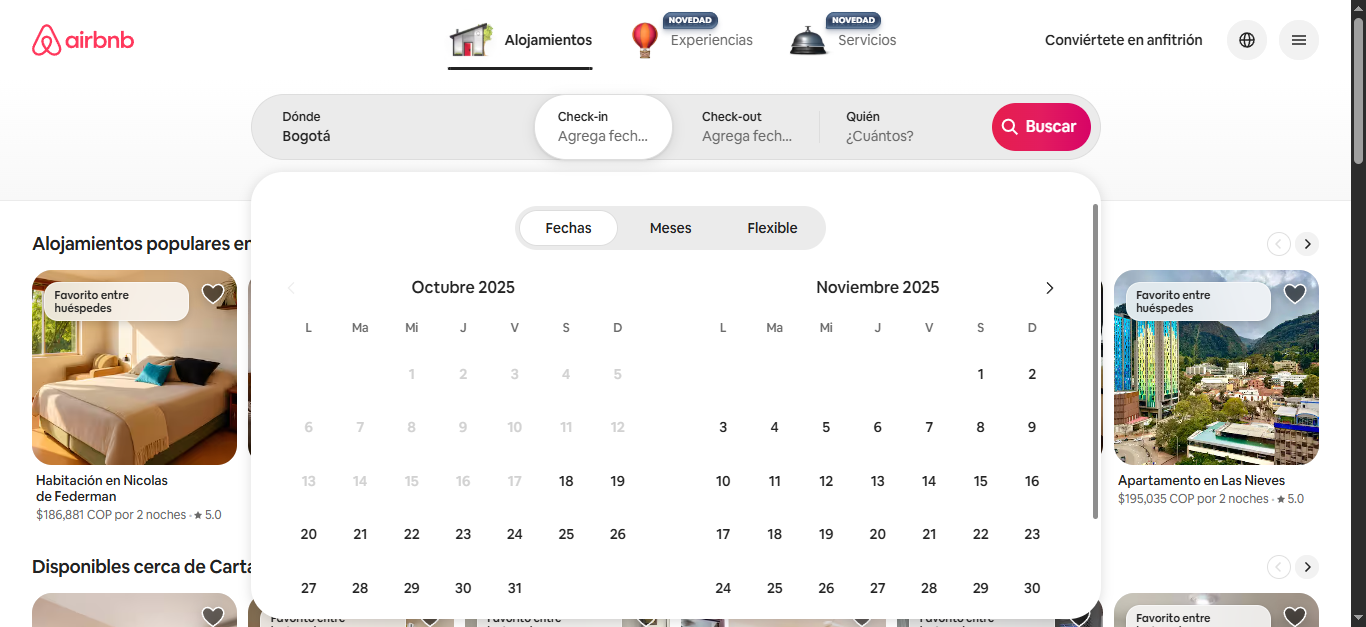 airbnb
Alojamientos
NOVEDAD
Experiencias
NOVEDAD
Servicios
Conviértete en anfitrión
Dónde
Bogotá
Check-in
Agrega fech...
Check-out
Agrega fech...
Quién
¿Cuántos?
Buscar
Fechas
Meses
Flexible
Octubre 2025
L Ma Mi J V S D
1 2 3 4 5
6 7 8 9 10 11 12
13 14 15 16 17 18 19
20 21 22 23 24 25 26
27 28 29 30 31
Noviembre 2025
L Ma Mi J V S D
1 2
3 4 5 6 7 8 9
10 11 12 13 14 15 16
17 18 19 20 21 22 23
24 25 26 27 28 29 30
Alojamientos populares en
Favorito entre
huéspedes
Habitación en Nicolas
de Federman
$186,881 COP por 2 noches · ★ 5.0
Favorito entre
huéspedes
Apartamento en Las Nieves
$195,035 COP por 2 noches · ★ 5.0
Disponibles cerca de Carta
Favorito entre
Favorito entre
Favorito entre
Favorito entre